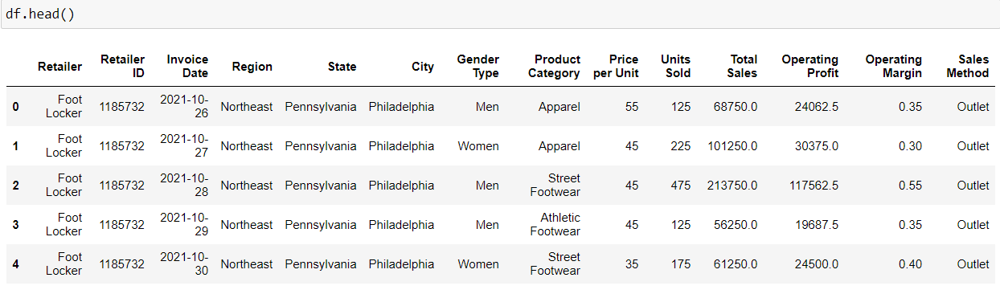 df.head()
Retailer Retailer ID Invoice Date Region State City Gender Type Product Category Price per Unit Units Sold Total Sales Operating Profit Operating Margin Sales Method
0 Foot Locker 1185732 2021-10-26 Northeast Pennsylvania Philadelphia Men Apparel 55 125 68750.0 24062.5 0.35 Outlet
1 Foot Locker 1185732 2021-10-27 Northeast Pennsylvania Philadelphia Women Apparel 45 225 101250.0 30375.0 0.30 Outlet
2 Foot Locker 1185732 2021-10-28 Northeast Pennsylvania Philadelphia Men Street Footwear 45 475 213750.0 117562.5 0.55 Outlet
3 Foot Locker 1185732 2021-10-29 Northeast Pennsylvania Philadelphia Men Athletic Footwear 45 125 56250.0 19687.5 0.35 Outlet
4 Foot Locker 1185732 2021-10-30 Northeast Pennsylvania Philadelphia Women Street Footwear 35 175 61250.0 24500.0 0.40 Outlet